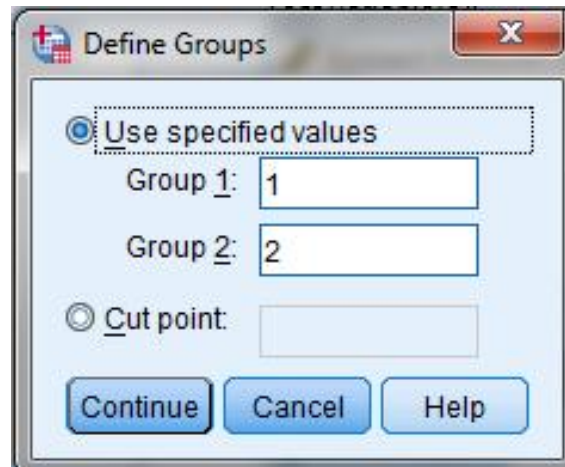 Define Groups
Use specified values
Group 1: 1
Group 2: 2
Cut point:
Continue Cancel Help